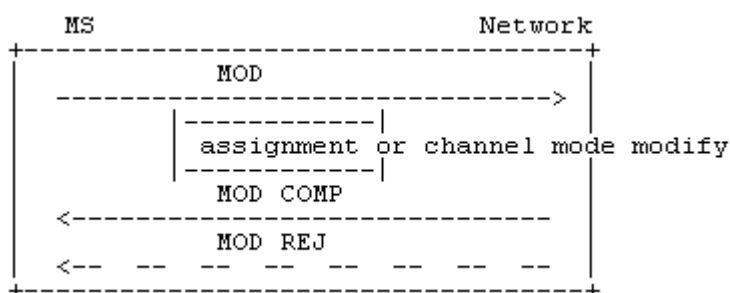 MS Network
MOD
assignment or channel mode modify
MOD COMP
MOD REJ